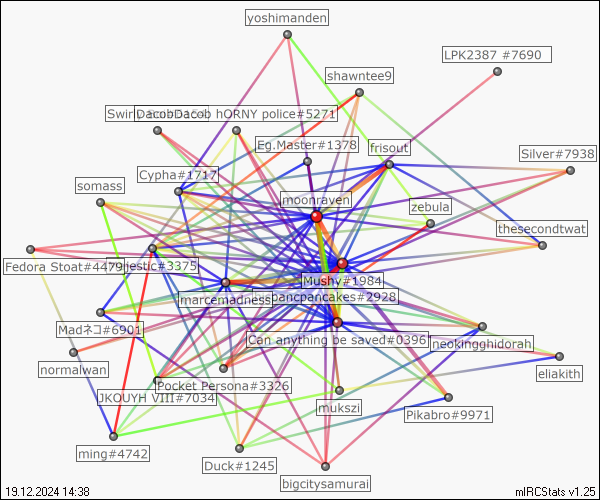 yoshimanden
LPK2387 #7690
shawntee9
hORNY police#5271
Eg.Master#1378
frisout
Silver#7938
Cypha#1717
somass
moonraven
zebula
thesecondtwat
Fedora Stoat#4479
jestic#3375
Mushy#1984
marcemadness
pancpancakes#2928
Madネコ#6901
Can anything be saved#0396
neokingghidorah
normalwan
Pocket Persona#3326
eliakith
JKOUYH VIII#7034
mukszi
Pikabro#9971
ming#4742
Duck#1245
bigcitysamurai
19.12.2024 14:38
mIRCStats v1.25